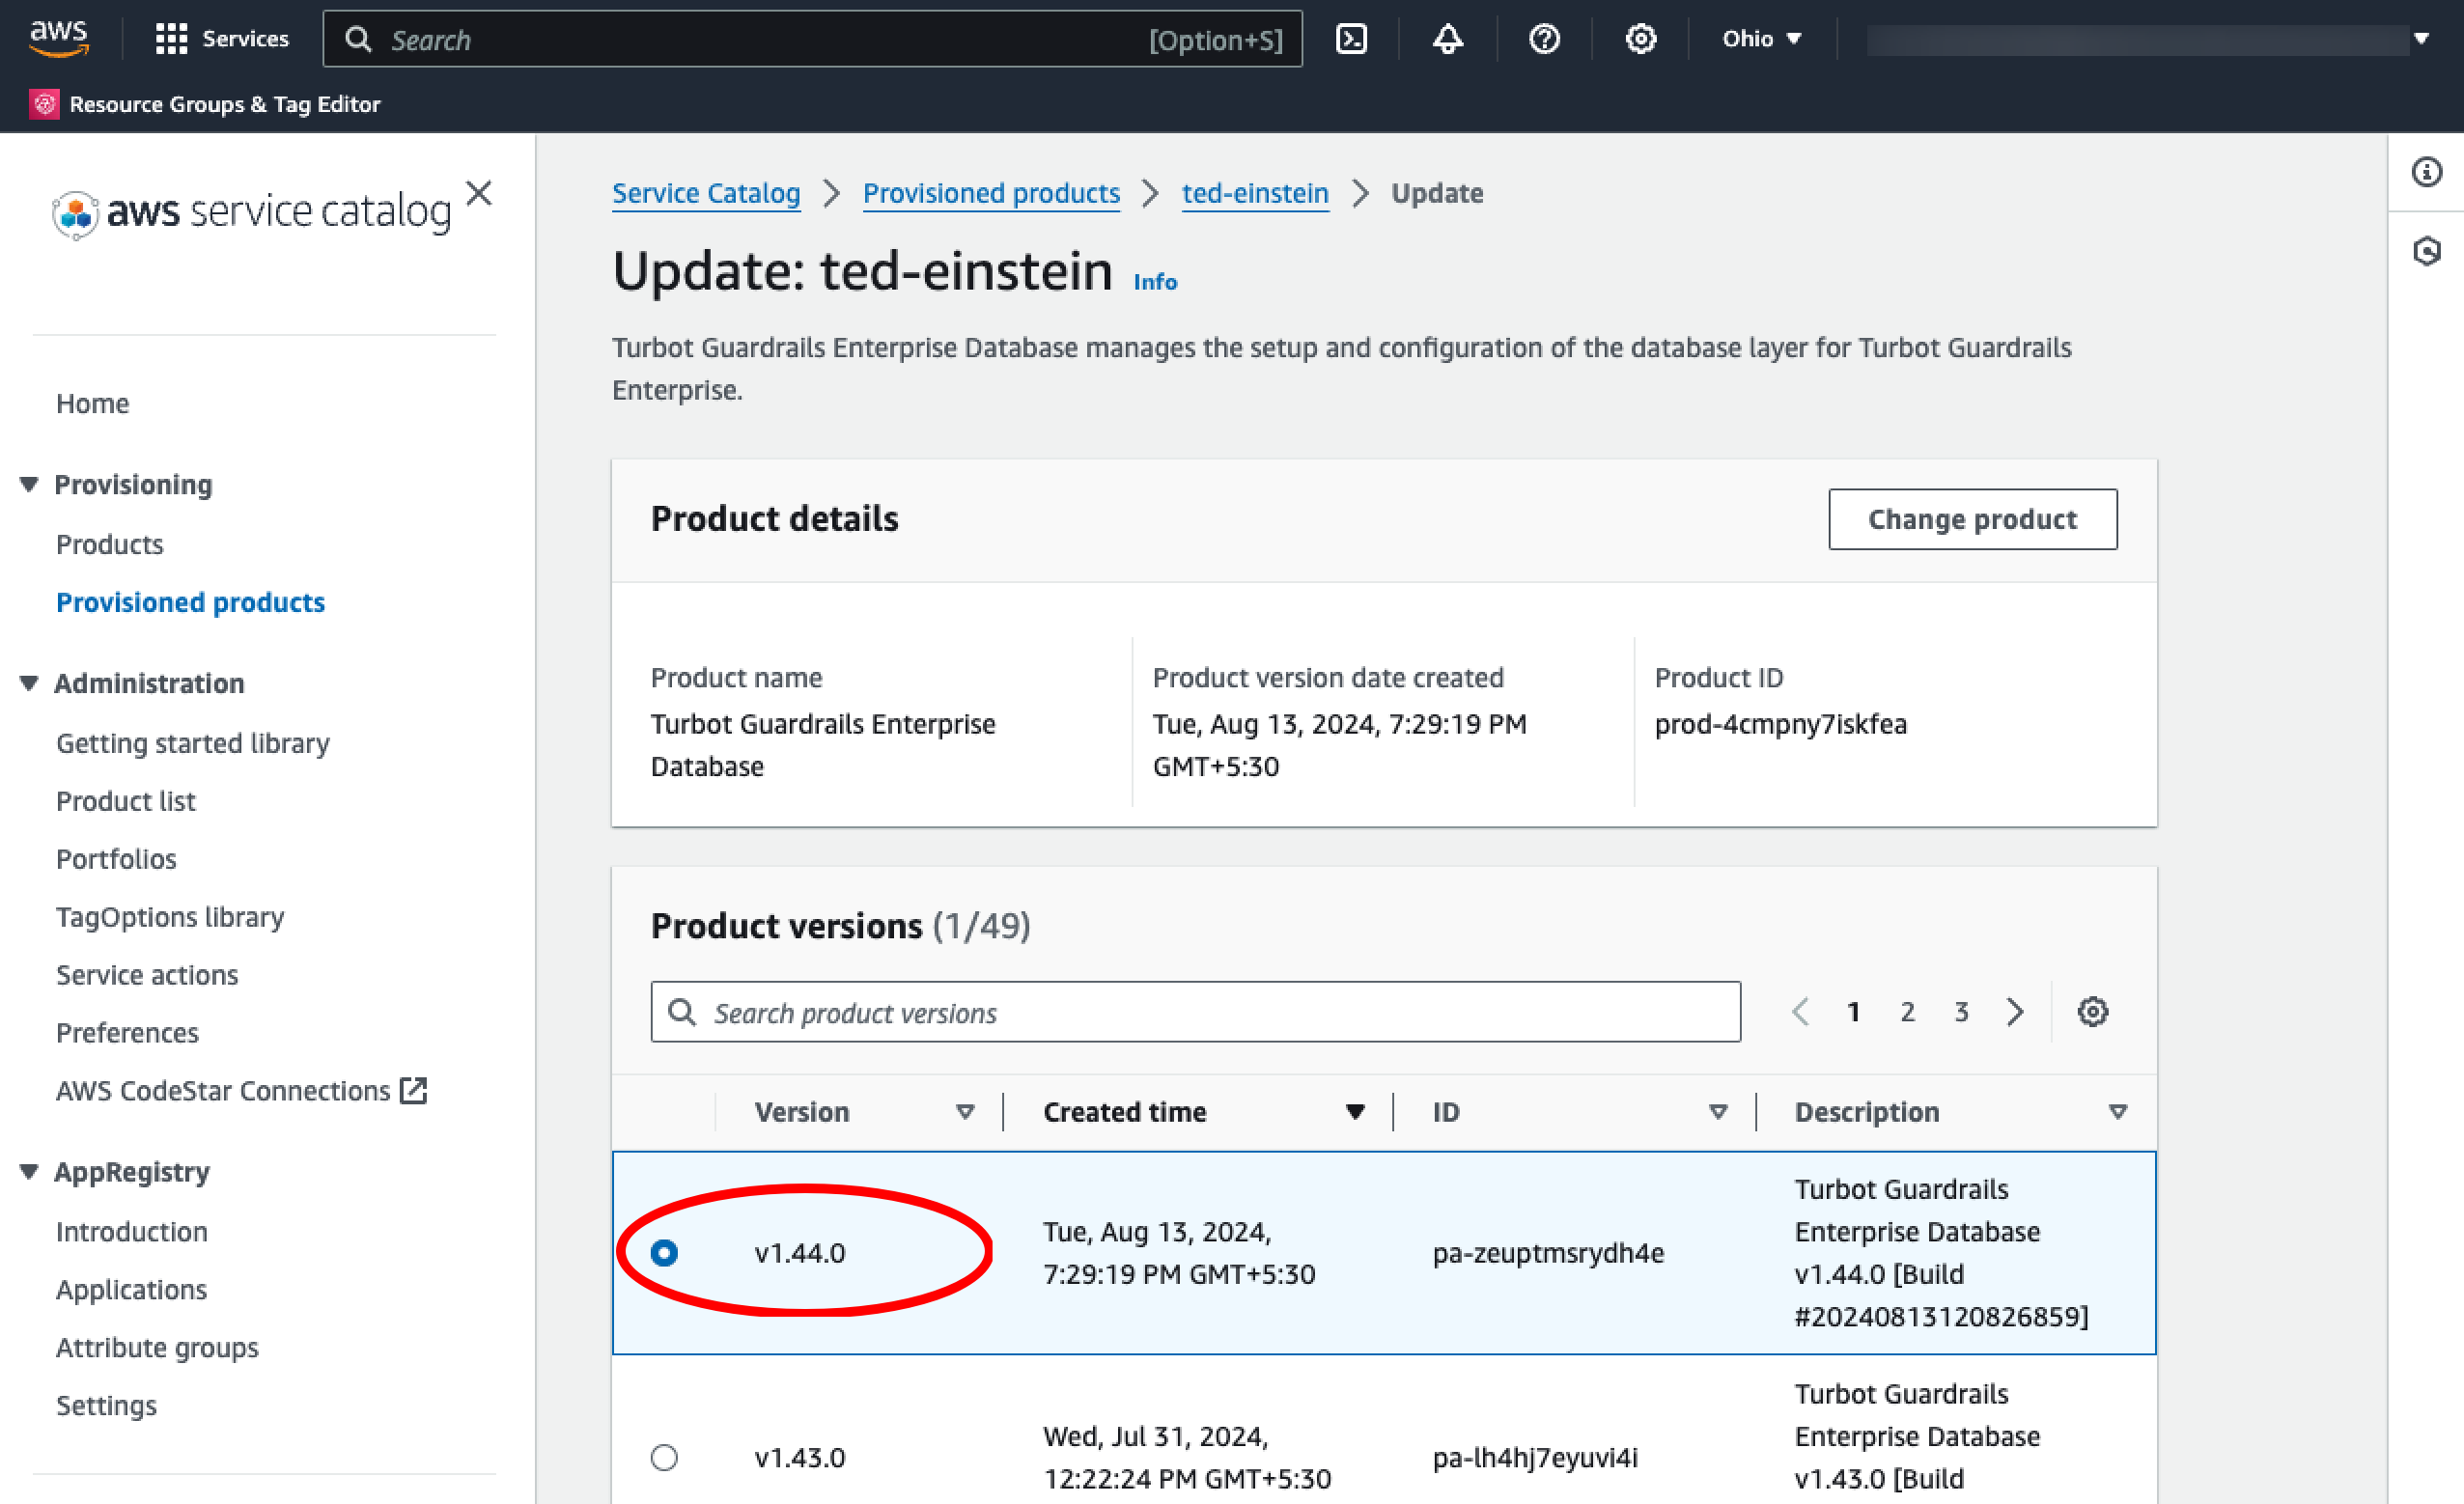 aws
Services
Search
[Option+S]
Ohio
Resource Groups & Tag Editor
aws service catalog
Home
Provisioning
Products
Provisioned products
Administration
Getting started library
Product list
Portfolios
TagOptions library
Service actions
Preferences
AWS CodeStar Connections
AppRegistry
Introduction
Applications
Attribute groups
Settings
Service Catalog > Provisioned products > ted-einstein > Update
Update: ted-einstein Info
Turbot Guardrails Enterprise Database manages the setup and configuration of the database layer for Turbot Guardrails
Enterprise.
Product details
Change product
Product name
Turbot Guardrails Enterprise
Database
Product version date created
Tue, Aug 13, 2024, 7:29:19 PM
GMT+5:30
Product ID
prod-4cmpny7iskfea
Product versions (1/49)
Search product versions
1 2 3
Version Created time ID Description
v1.44.0
Tue, Aug 13, 2024,
7:29:19 PM GMT+5:30
pa-zeuptmsrydh4e
Turbot Guardrails
Enterprise Database
v1.44.0 [Build
#20240813120826859]
v1.43.0
Wed, Jul 31, 2024,
12:22:24 PM GMT+5:30
pa-lh4hj7eyuvi4i
Turbot Guardrails
Enterprise Database
v1.43.0 [Build